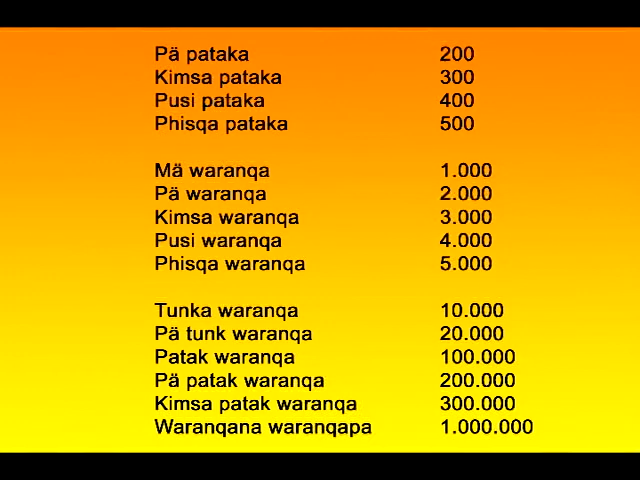 Pä pataka 200
Kimsa pataka 300
Pusi pataka 400
Phisqa pataka 500
Mä waranqa 1.000
Pä waranqa 2.000
Kimsa waranqa 3.000
Pusi waranqa 4.000
Phisqa waranqa 5.000
Tunka waranqa 10.000
Pä tunk waranqa 20.000
Patak waranqa 100.000
Pä patak waranqa 200.000
Kimsa patak waranqa 300.000
Waranqana waranqapa 1.000.000